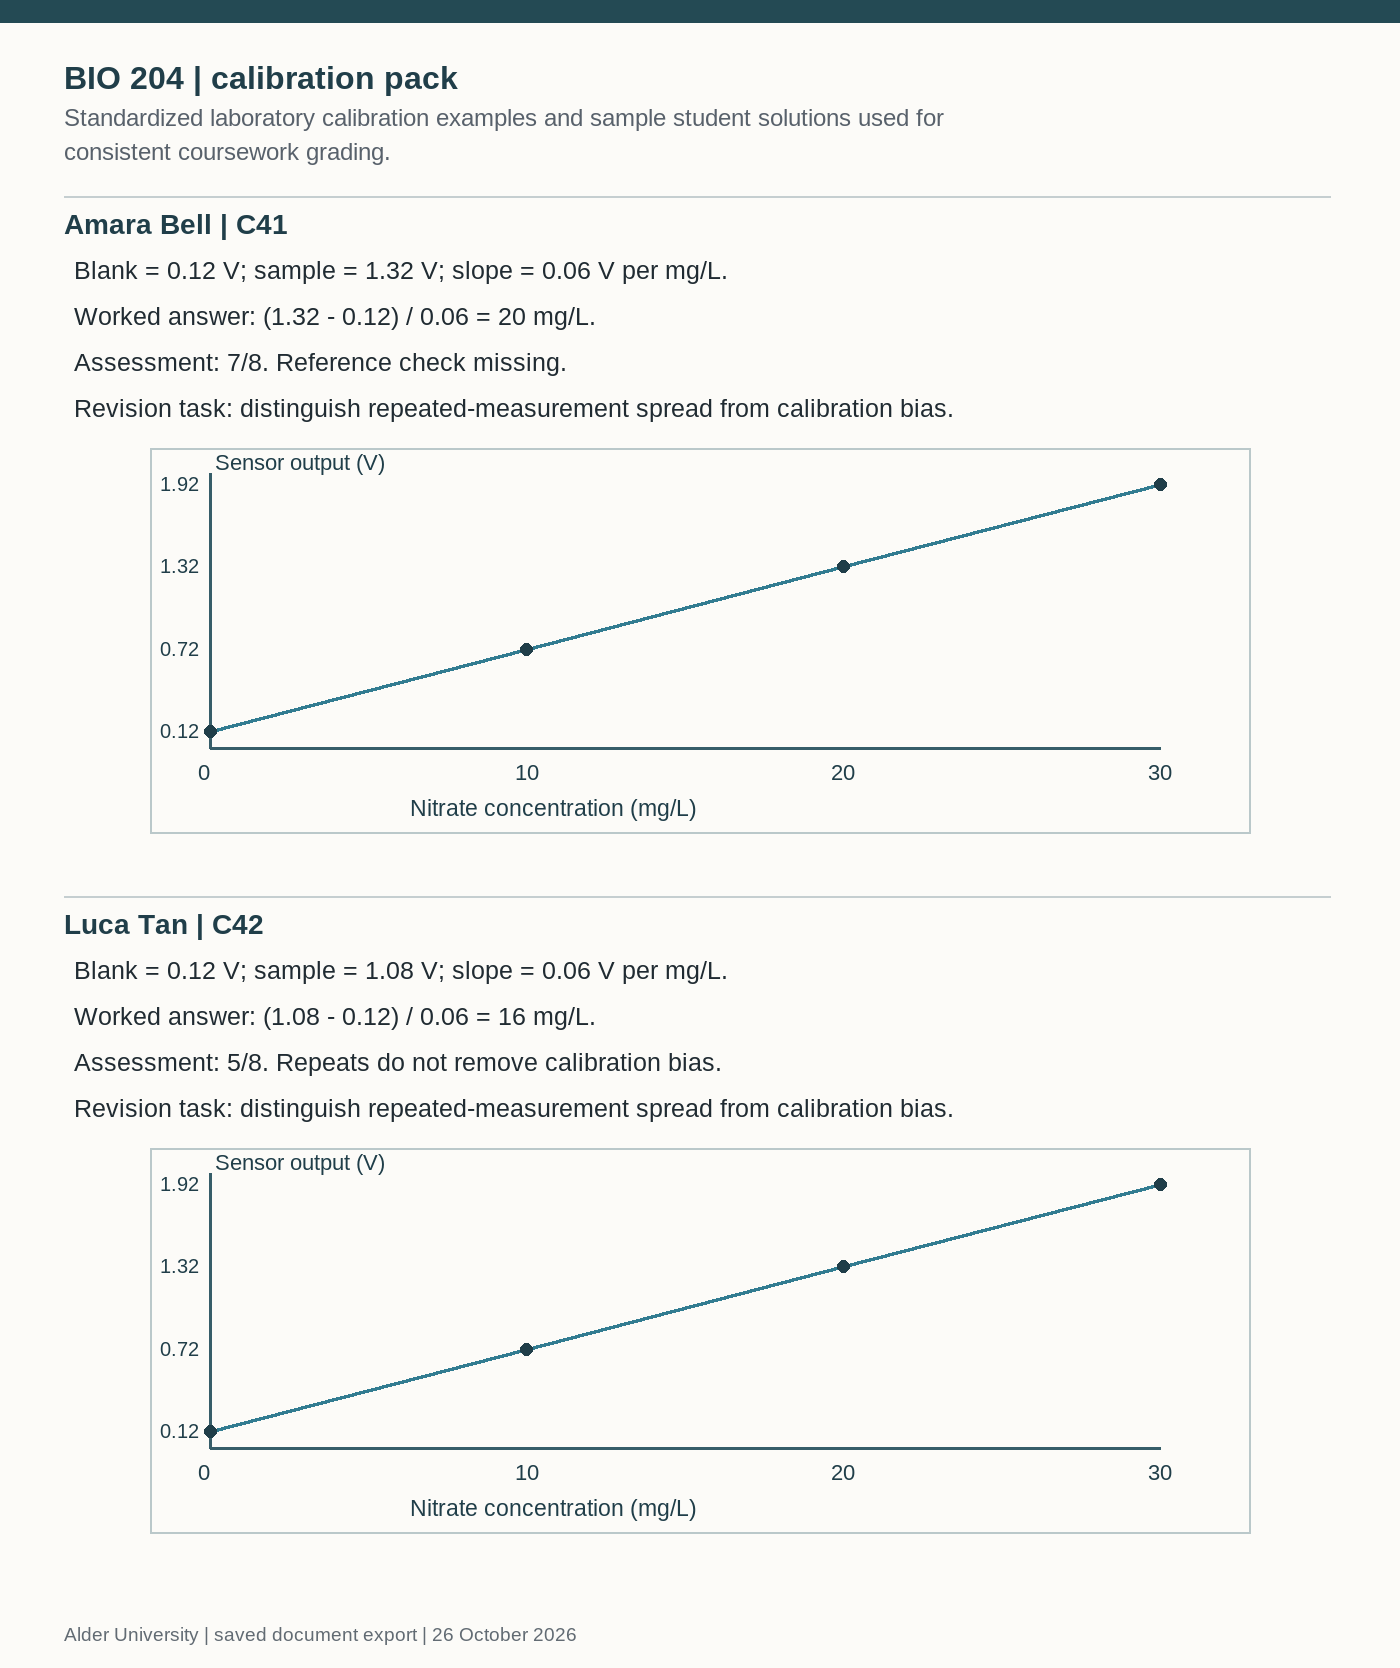 BIO 204 | calibration pack
Standardized laboratory calibration examples and sample student solutions used for
consistent coursework grading.
Amara Bell | C41
Blank = 0.12 V; sample = 1.32 V; slope = 0.06 V per mg/L.
Worked answer: (1.32 - 0.12) / 0.06 = 20 mg/L.
Assessment: 7/8. Reference check missing.
Revision task: distinguish repeated-measurement spread from calibration bias.
Sensor output (V)
1.92
1.32
0.72
0.12
0 10 20 30
Nitrate concentration (mg/L)
Luca Tan | C42
Blank = 0.12 V; sample = 1.08 V; slope = 0.06 V per mg/L.
Worked answer: (1.08 - 0.12) / 0.06 = 16 mg/L.
Assessment: 5/8. Repeats do not remove calibration bias.
Revision task: distinguish repeated-measurement spread from calibration bias.
Sensor output (V)
1.92
1.32
0.72
0.12
0 10 20 30
Nitrate concentration (mg/L)
Alder University | saved document export | 26 October 2026